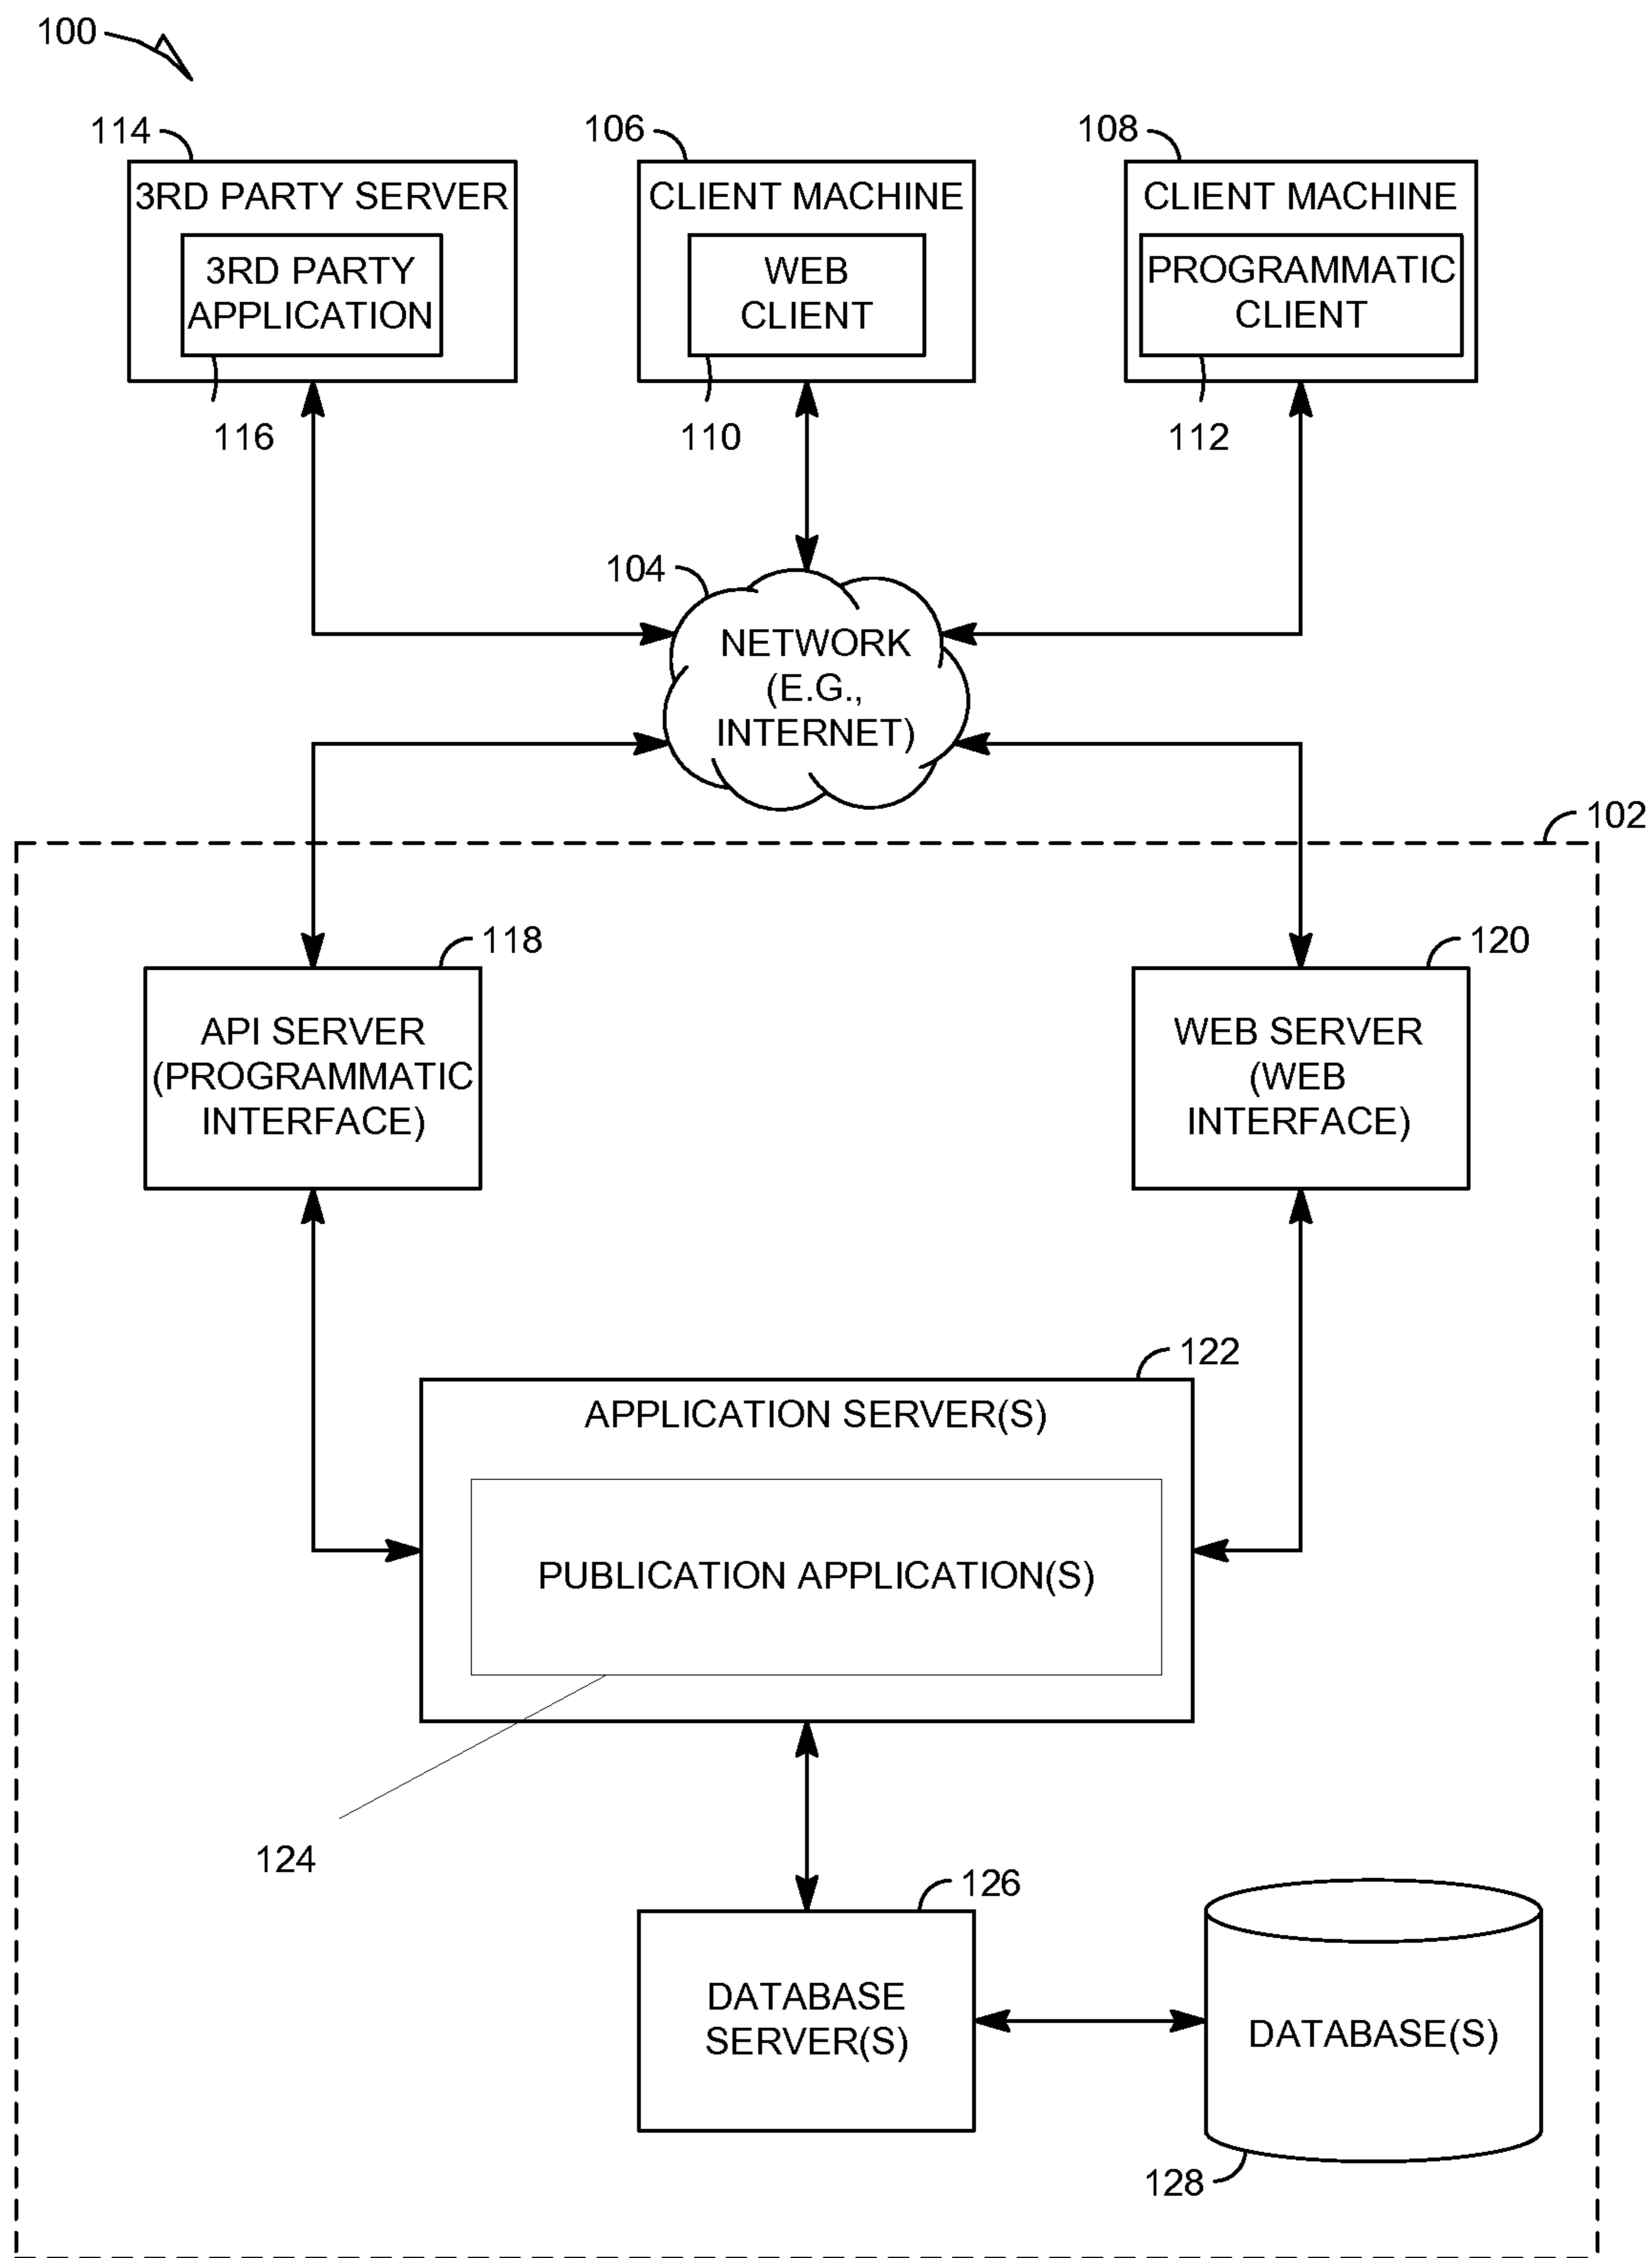 100
114
106
108
3RD PARTY SERVER
3RD PARTY
APPLICATION
CLIENT MACHINE
WEB
CLIENT
CLIENT MACHINE
PROGRAMMATIC
CLIENT
116
110
112
104
NETWORK
(E.G.,
INTERNET)
102
118
120
API SERVER
(PROGRAMMATIC
INTERFACE)
WEB SERVER
(WEB
INTERFACE)
122
APPLICATION SERVER(S)
PUBLICATION APPLICATION(S)
124
126
DATABASE
SERVER(S)
DATABASE(S)
128